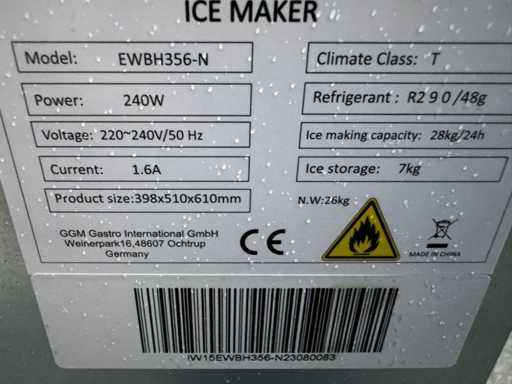 ICE MAKER
Model: EWBH356-N
Climate Class: T
Power: 240W
Refrigerant : R290/48g
Voltage: 220~240V/50 Hz
Ice making capacity: 28kg/24h
Current: 1.6A
Ice storage: 7kg
Product size:398x510x610mm
N.W:26kg
GGM Gastro International GmbH
Weinerpark16,48607 Ochtrup
Germany
CE
MADE IN CHINA
IW15EWBH356-N23080083